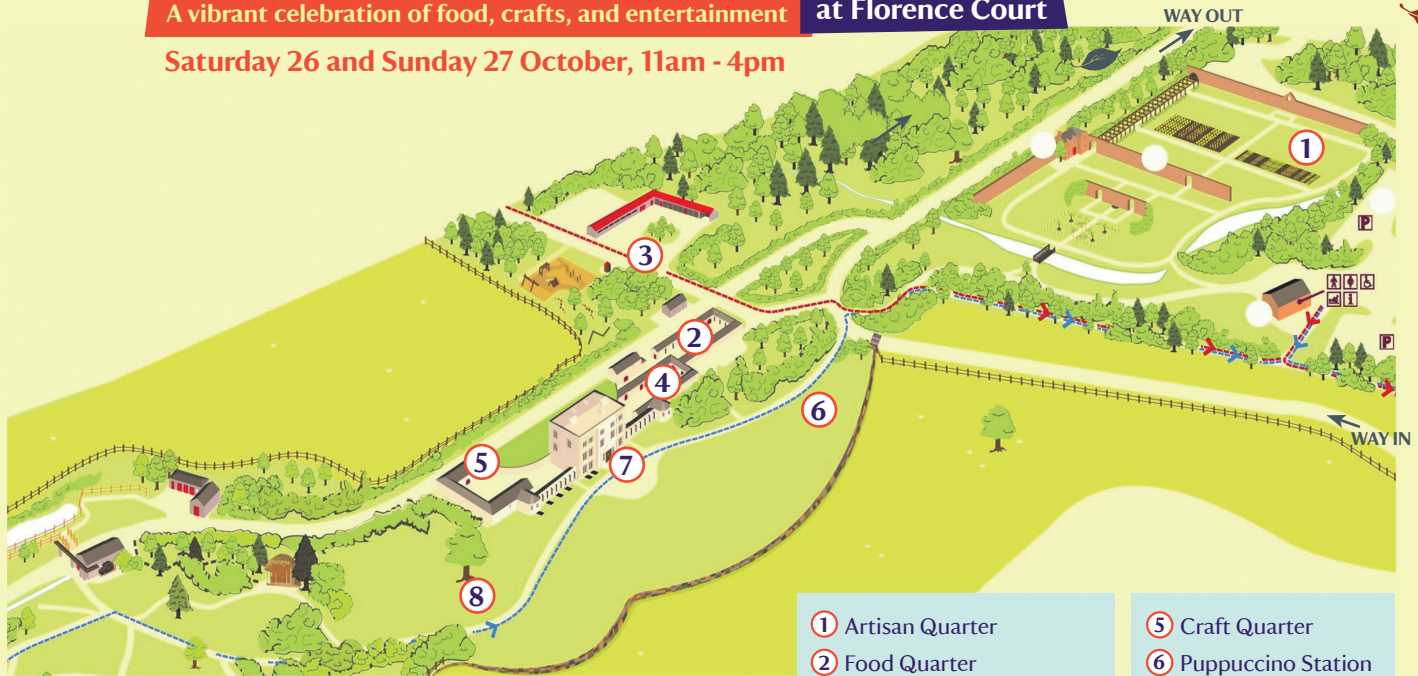 A vibrant celebration of food, crafts, and entertainment
at Florence Court
Saturday 26 and Sunday 27 October, 11am - 4pm
WAY OUT
1
P
3
i
2
P
4
6
WAY IN
5
7
8
1 Artisan Quarter
2 Food Quarter
5 Craft Quarter
6 Puppuccino Station